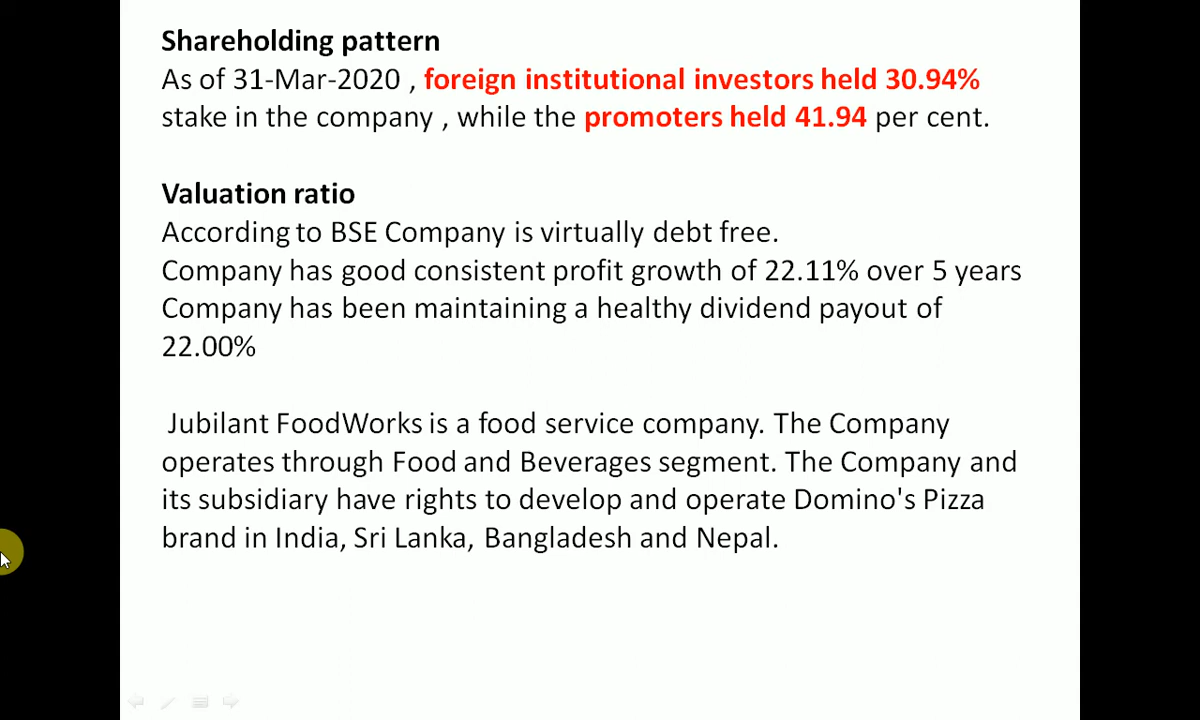 Shareholding pattern
As of 31-Mar-2020 , foreign institutional investors held 30.94%
stake in the company , while the promoters held 41.94 per cent.
Valuation ratio
According to BSE Company is virtually debt free.
Company has good consistent profit growth of 22.11% over 5 years
Company has been maintaining a healthy dividend payout of
22.00%
Jubilant FoodWorks is a food service company. The Company
operates through Food and Beverages segment. The Company and
its subsidiary have rights to develop and operate Domino's Pizza
brand in India, Sri Lanka, Bangladesh and Nepal.